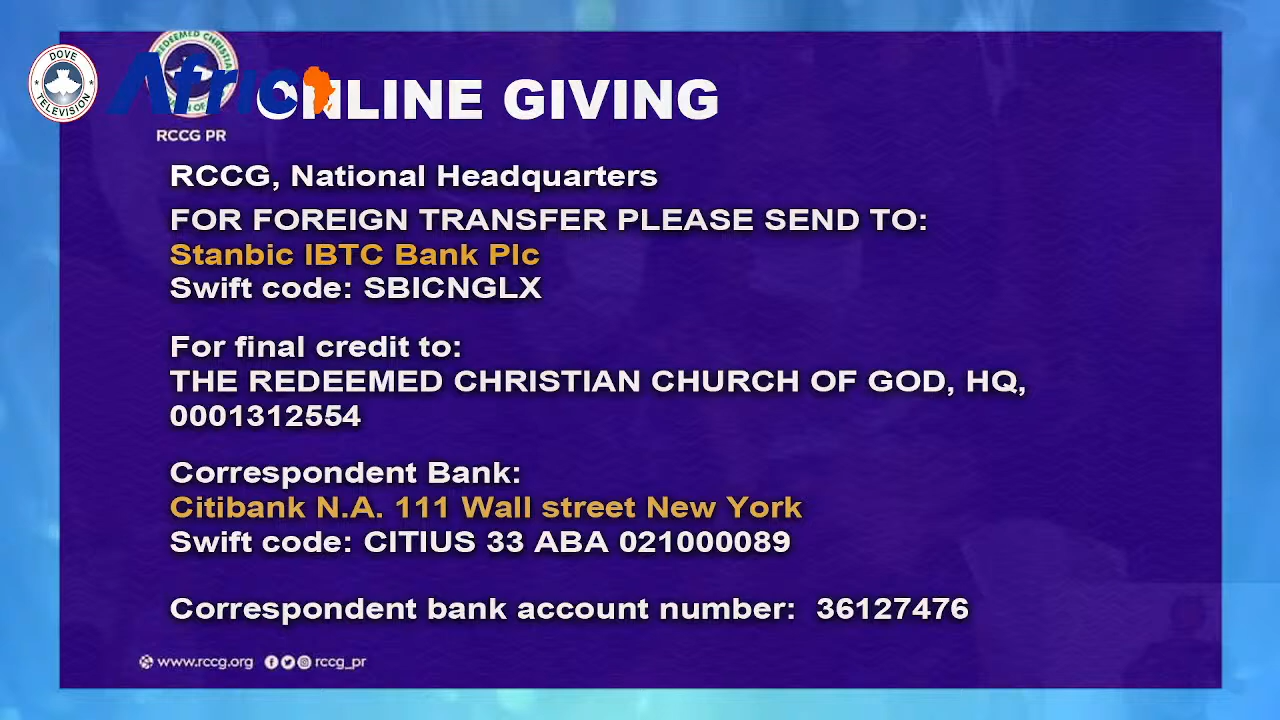 DOVE
TELEVISION
Africa
REDEEMED CHRISTIAN
RCCG PR
ONLINE GIVING
RCCG, National Headquarters
FOR FOREIGN TRANSFER PLEASE SEND TO:
Stanbic IBTC Bank Plc
Swift code: SBICNGLX
For final credit to:
THE REDEEMED CHRISTIAN CHURCH OF GOD, HQ,
0001312554
Correspondent Bank:
Citibank N.A. 111 Wall street New York
Swift code: CITIUS 33 ABA 021000089
Correspondent bank account number: 36127476
www.rccg.org rccg_pr